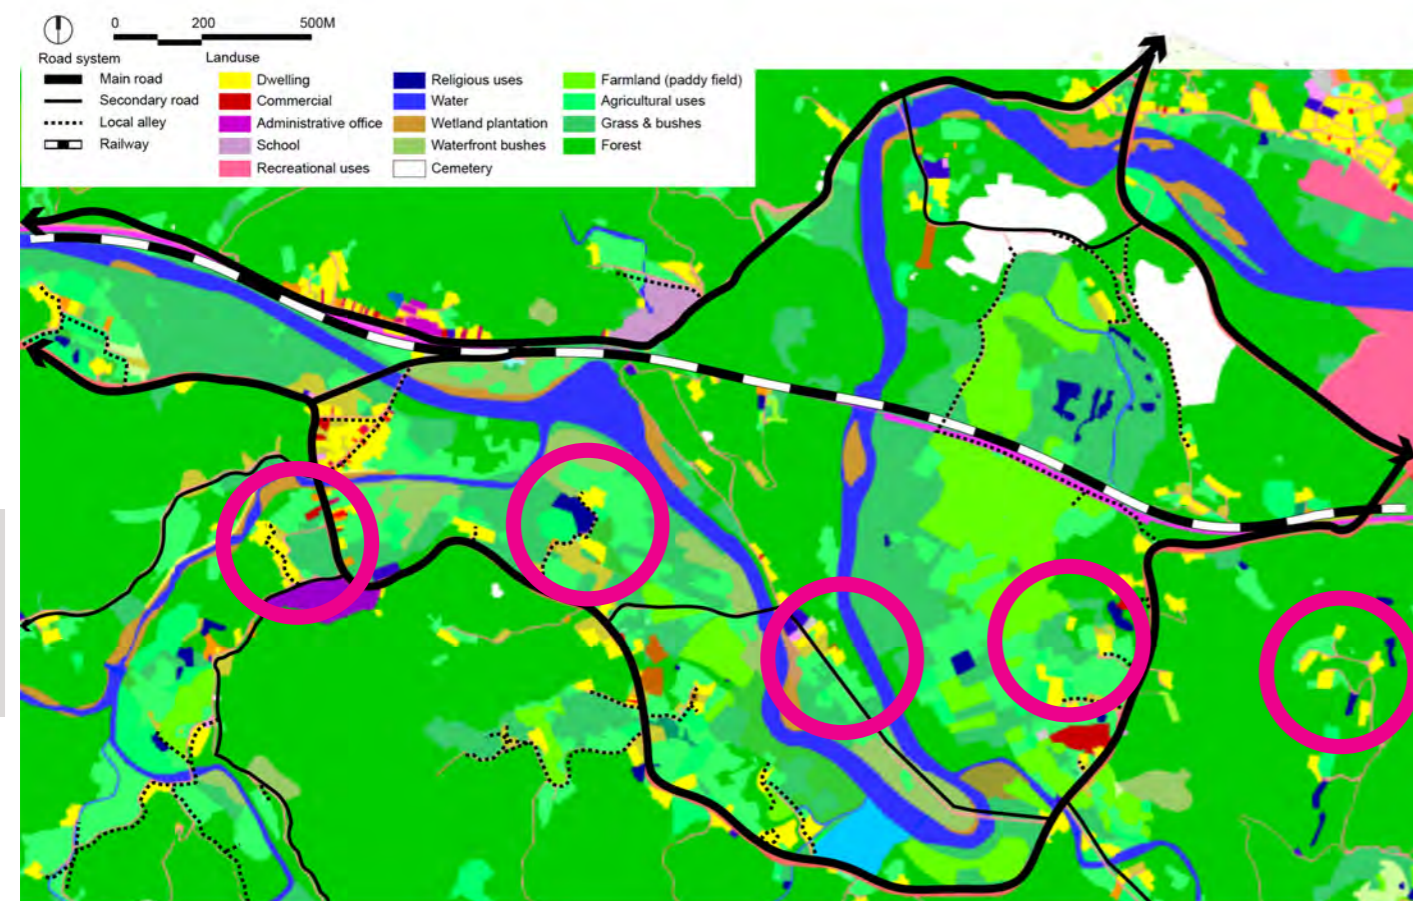 0 200 500M
Road system
Main road
Secondary road
Local alley
Railway
Landuse
Dwelling
Commercial
Administrative office
School
Recreational uses
Religious uses
Water
Wetland plantation
Waterfront bushes
Cemetery
Farmland (paddy field)
Agricultural uses
Grass & bushes
Forest